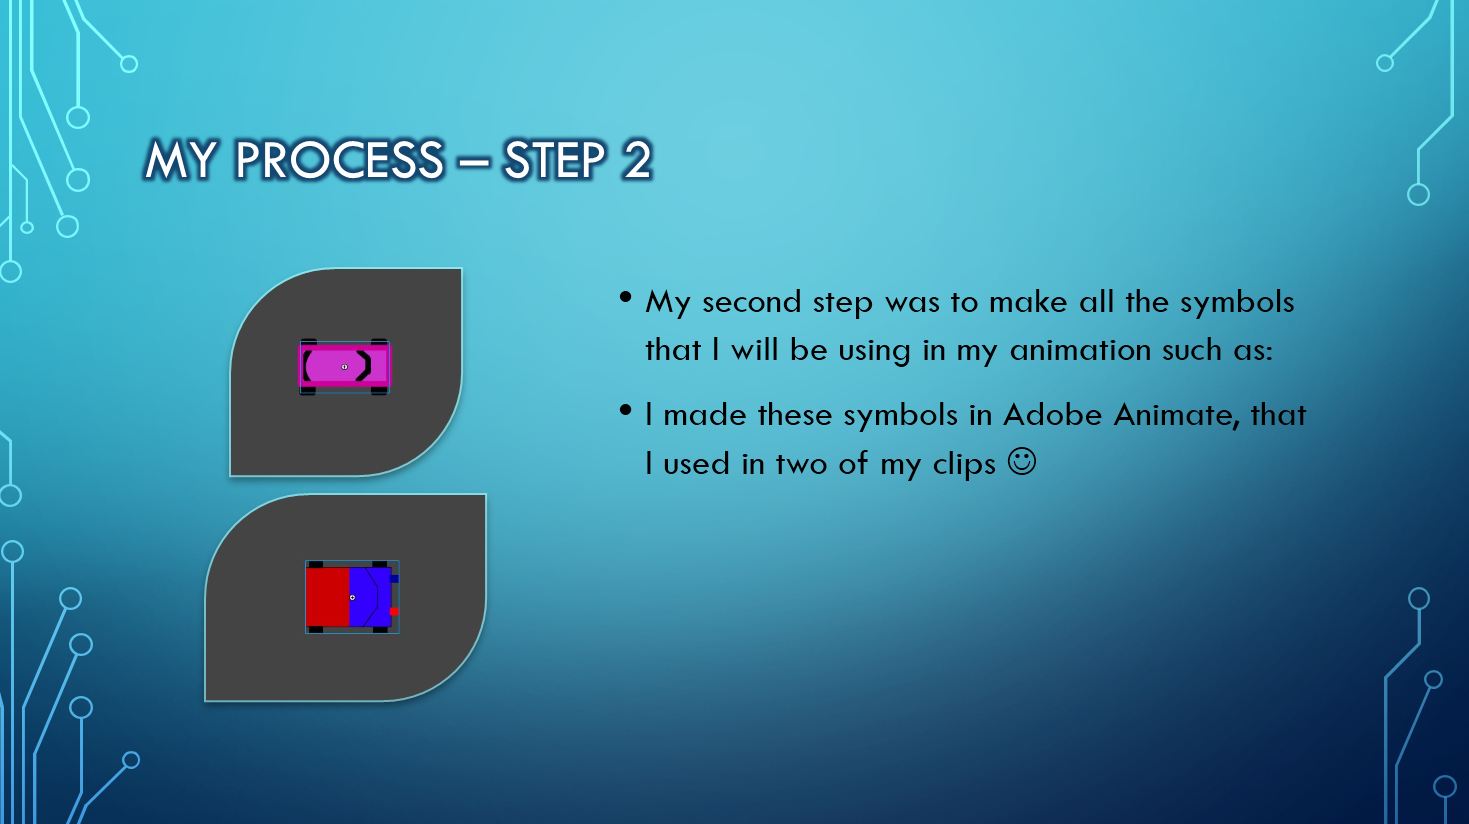 MY PROCESS – STEP 2
• My second step was to make all the symbols
that I will be using in my animation such as:
• I made these symbols in Adobe Animate, that
I used in two of my clips ☺